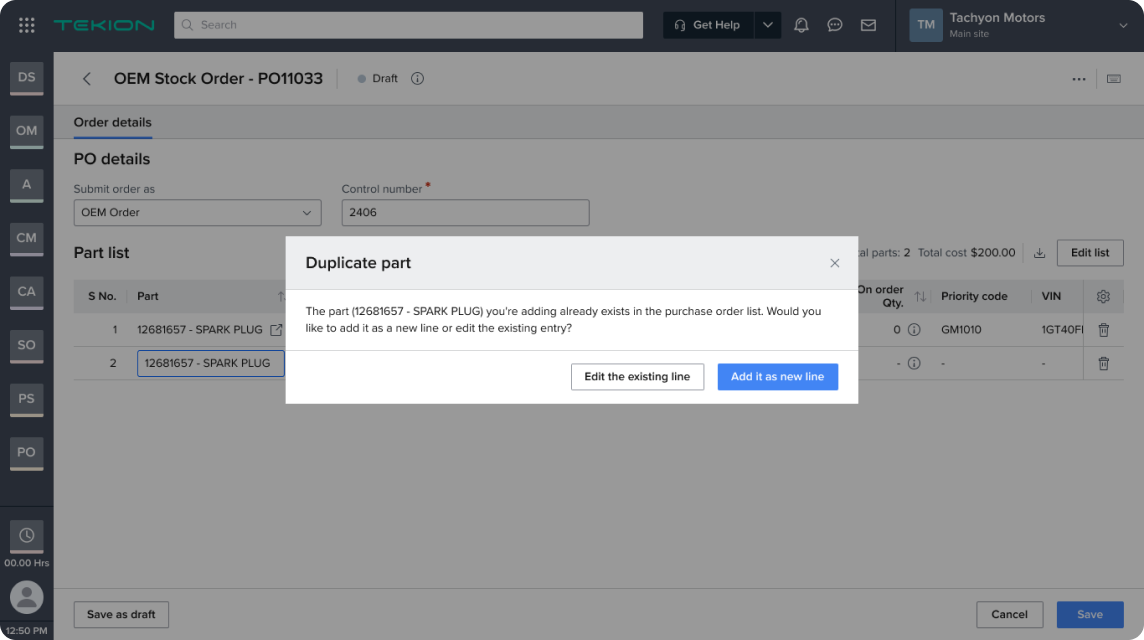 TEKION
Search
Get Help
TM
Tachyon Motors
Main site
DS
OM
A
CM
CA
SO
PS
PO
00.00 Hrs
12:50 PM
OEM Stock Order - PO11033
Draft
Order details
PO details
Submit order as
OEM Order
Control number *
2406
Part list
parts: 2 Total cost $200.00
Edit list
S No. Part
On order
Qty.
Priority code VIN
1 12681657 - SPARK PLUG 0 GM1010 1GT40F
2 12681657 - SPARK PLUG - - -
Duplicate part
The part (12681657 - SPARK PLUG) you're adding already exists in the purchase order list. Would you
like to add it as a new line or edit the existing entry?
Edit the existing line
Add it as new line
Save as draft
Cancel
Save